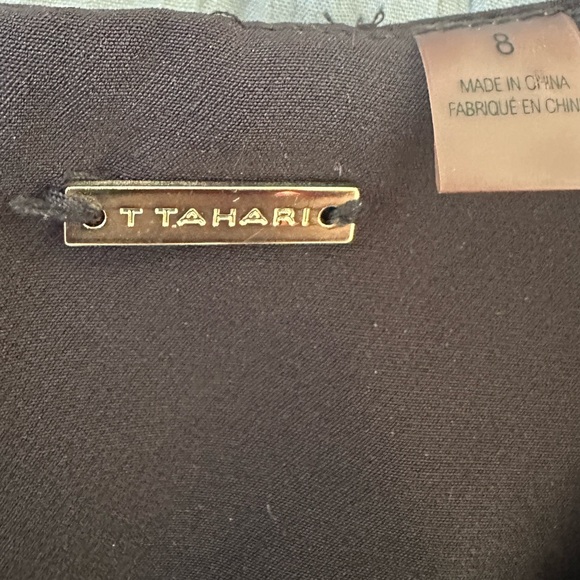 8
MADE IN CHINA
FABRIQUÉ EN CHIN
T TAHARI